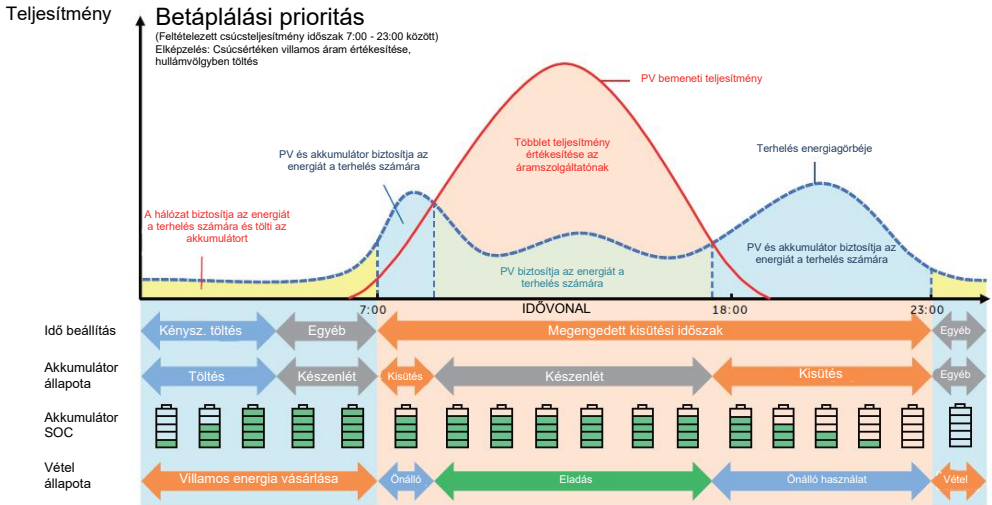 Teljesítmény
Betáplálási prioritás
(Feltételezett csúcsteljesítmény időszak 7:00 - 23:00 között)
Elképzelés: Csúcsértéken villamos áram értékesítése,
hullámvölgyben töltés
PV bemeneti teljesítmény
PV és akkumulátor biztosítja az
energiát a terhelés számára
Többlet teljesítmény
értékesítése az
áramszolgáltatónak
Terhelés energiagörbéje
A hálózat biztosítja az energiát
a terhelés számára és tölti az
akkumulátort
PV biztosítja az energiát a
terhelés számára
PV és akkumulátor biztosítja az
energiát a terhelés számára
7:00
IDŐVONAL
18:00
23:00
Idő beállítás
Kénysz. töltés
Egyéb
Megengedett kisütési időszak
Egyéb
Akkumulátor
állapota
Töltés
Készenlét
Kisütés
Készenlét
Kisütés
Egyéb
Akkumulátor
SOC
Vétel
állapota
Villamos energia vásárlása
Önálló
Eladás
Önálló használat
Vétel